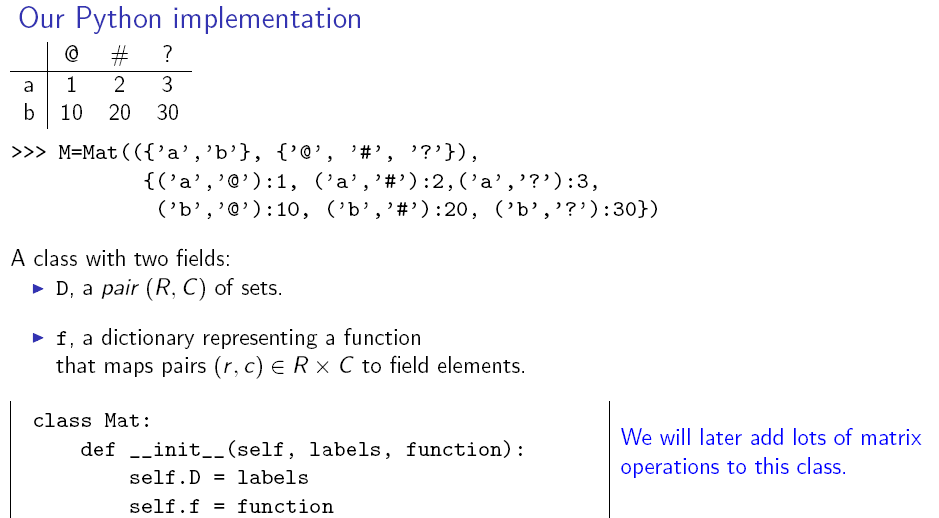 Our Python implementation
@ # ?
a 1 2 3
b 10 20 30
>>> M=Mat(({'a','b'}, {'@', '#', '?'}),
{('a','@'):1, ('a','#'):2,('a','?'):3,
('b','@'):10, ('b','#'):20, ('b','?'):30})
A class with two fields:
▶ D, a pair (R, C) of sets.
▶ f, a dictionary representing a function
that maps pairs (r, c) ∈ R × C to field elements.
class Mat:
def __init__(self, labels, function):
self.D = labels
self.f = function
We will later add lots of matrix
operations to this class.